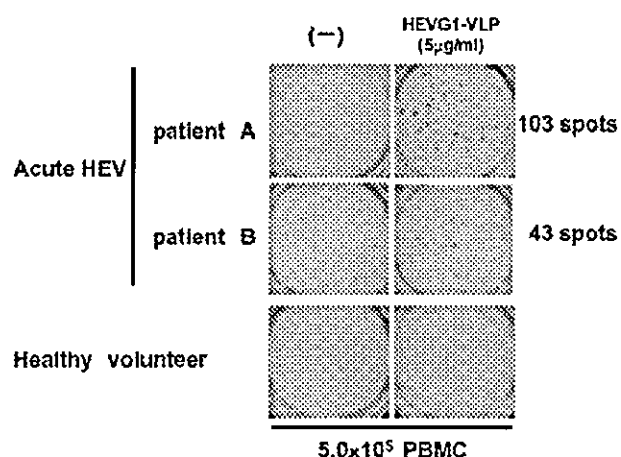 (—)
HEVG1-VLP
(5μg/ml)
patient A
103 spots
Acute HEV
patient B
43 spots
Healthy volunteer
5.0x10⁵ PBMC